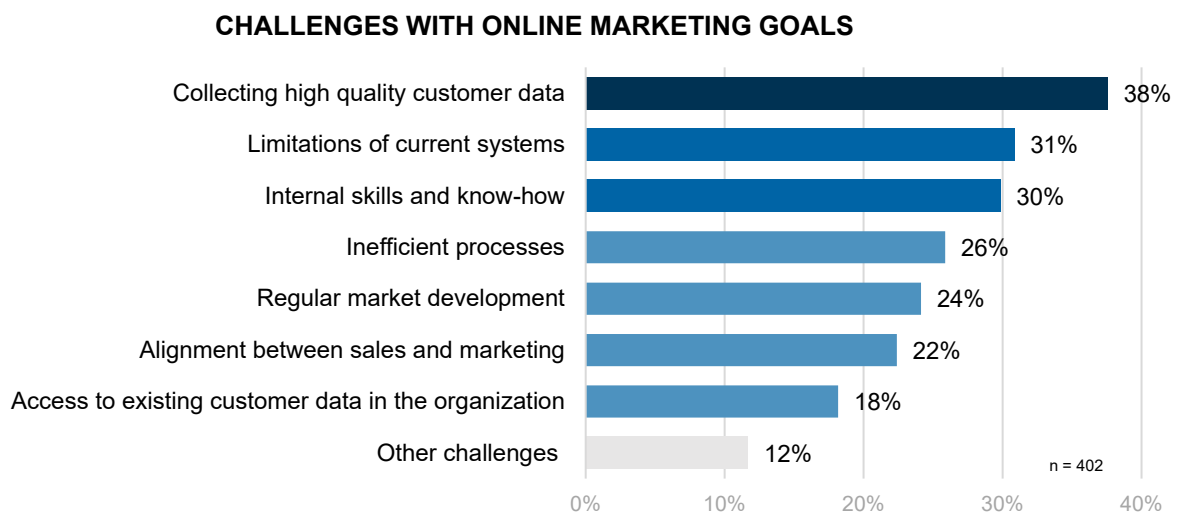 CHALLENGES WITH ONLINE MARKETING GOALS
Collecting high quality customer data 38%
Limitations of current systems 31%
Internal skills and know-how 30%
Inefficient processes 26%
Regular market development 24%
Alignment between sales and marketing 22%
Access to existing customer data in the organization 18%
Other challenges 12%
n = 402
0% 10% 20% 30% 40%